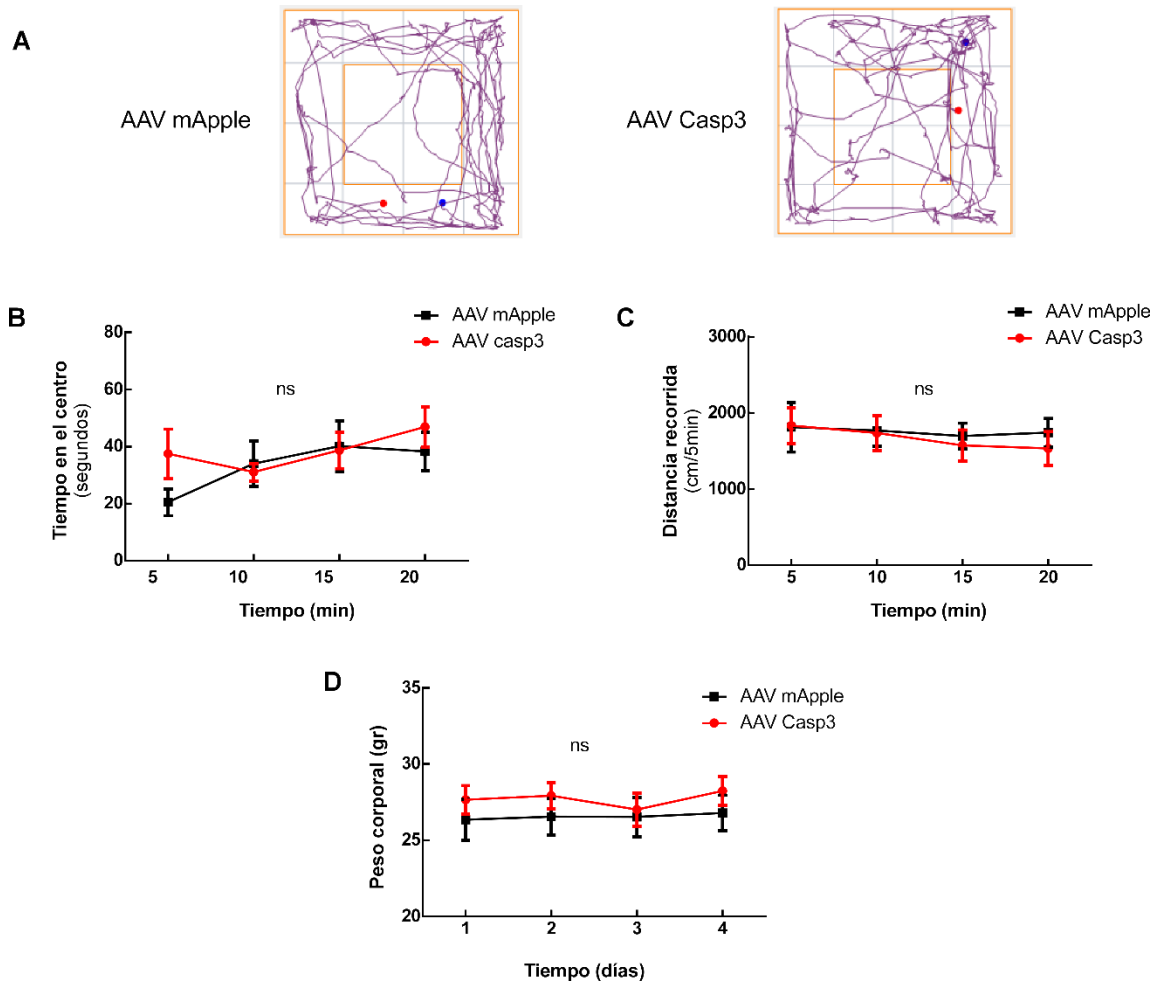 A
AAV mApple
AAV Casp3
B
AAV mApple
AAV casp3
Tiempo en el centro
(segundos)
80
60
40
20
0
ns
5 10 15 20
Tiempo (min)
C
AAV mApple
AAV Casp3
Distancia recorrida
(cm/5min)
3000
2000
1000
0
ns
5 10 15 20
Tiempo (min)
D
AAV mApple
AAV Casp3
Peso corporal (gr)
35
30
25
20
ns
1 2 3 4
Tiempo (días)